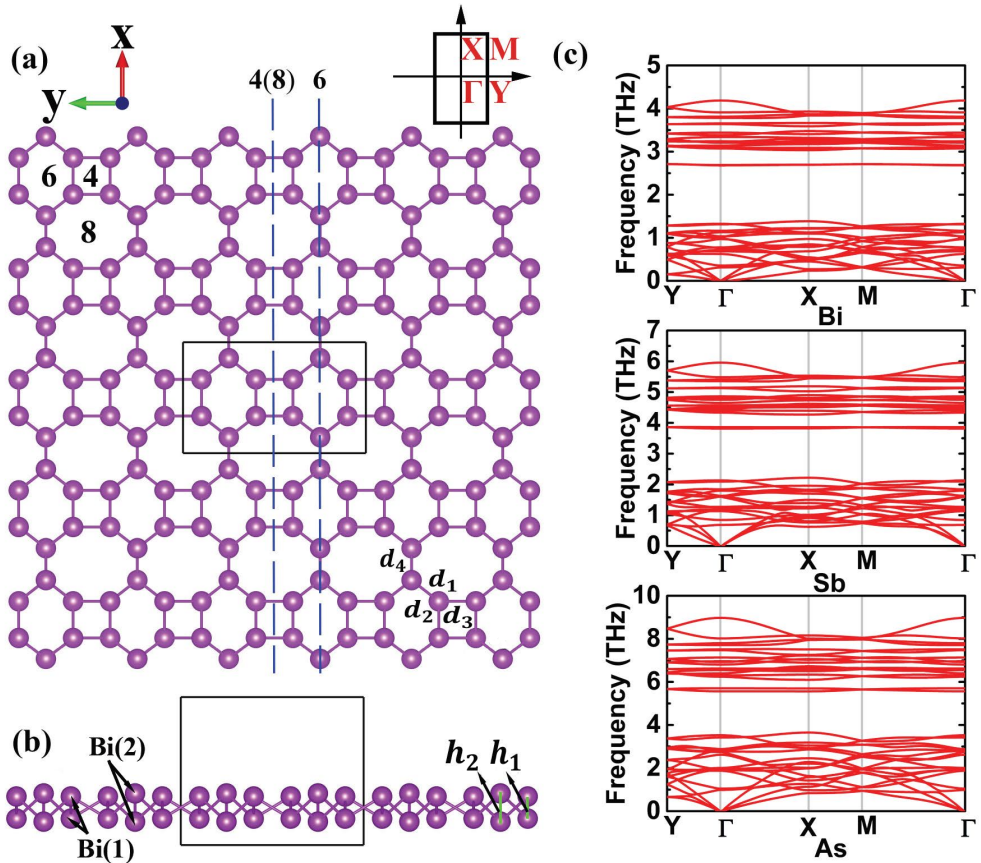 (a)
x
y
4(8) 6
X M
Γ Y
6 4
8
d₄
d₁
d₂ d₃
(b)
Bi(2)
Bi(1)
h₂ h₁
(c)
Frequency (THz)
5
4
3
2
1
0
Y Γ X M Γ
Bi
Frequency (THz)
7
6
5
4
3
2
1
0
Y Γ X M Γ
Sb
Frequency (THz)
10
8
6
4
2
0
Y Γ X M Γ
As